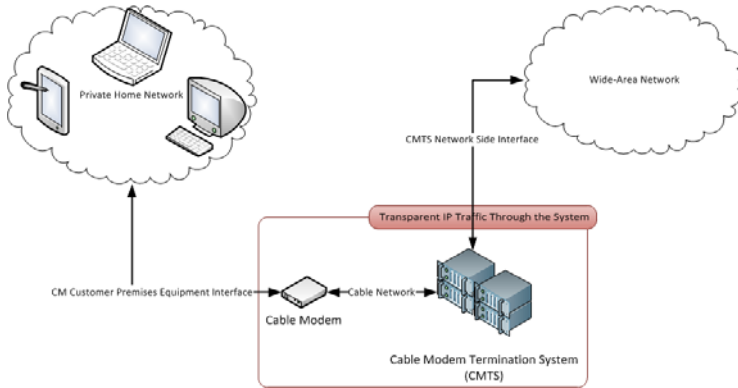 Private Home Network
Wide-Area Network
CMTS Network Side Interface
Transparent IP Traffic Through the System
CM Customer Premises Equipment Interface
Cable Network
Cable Modem
Cable Modem Termination System
(CMTS)